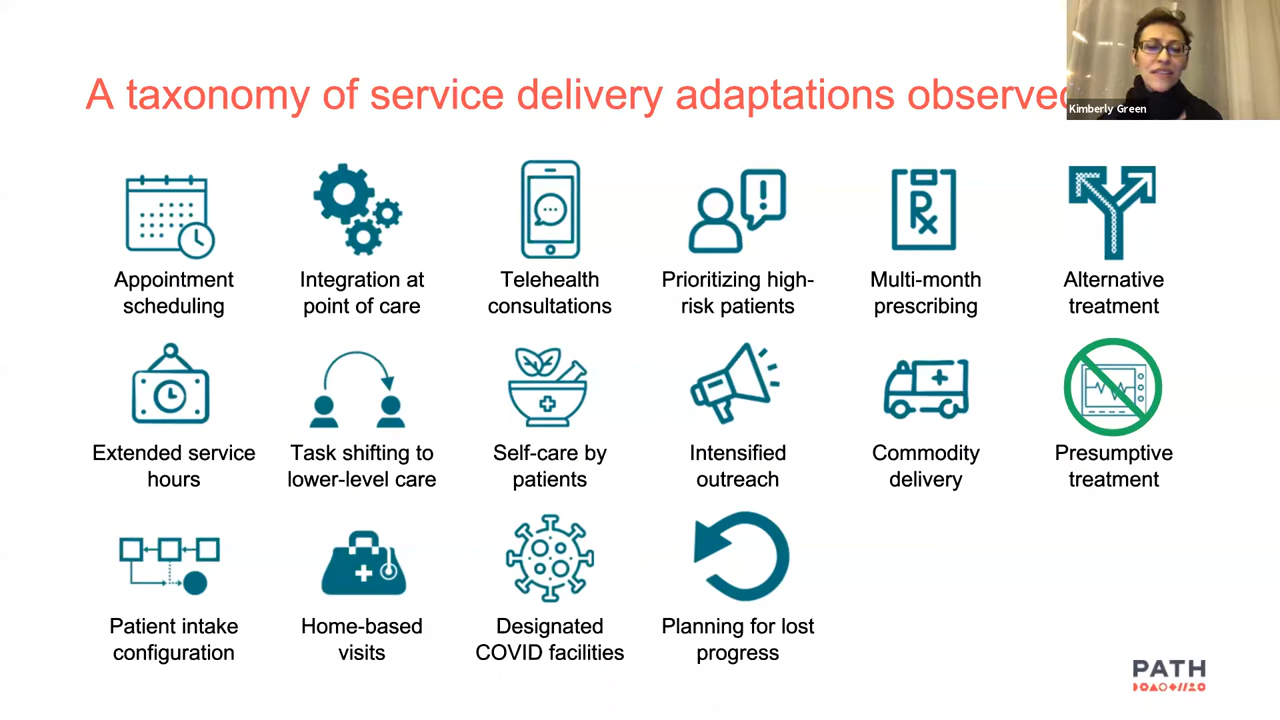 A taxonomy of service delivery adaptations observed
Kimberly Green
Appointment
scheduling
Integration at
point of care
Telehealth
consultations
Prioritizing high-
risk patients
Rx
Multi-month
prescribing
Alternative
treatment
Extended service
hours
Task shifting to
lower-level care
Self-care by
patients
Intensified
outreach
Commodity
delivery
Presumptive
treatment
Patient intake
configuration
Home-based
visits
Designated
COVID facilities
Planning for lost
progress
PATH